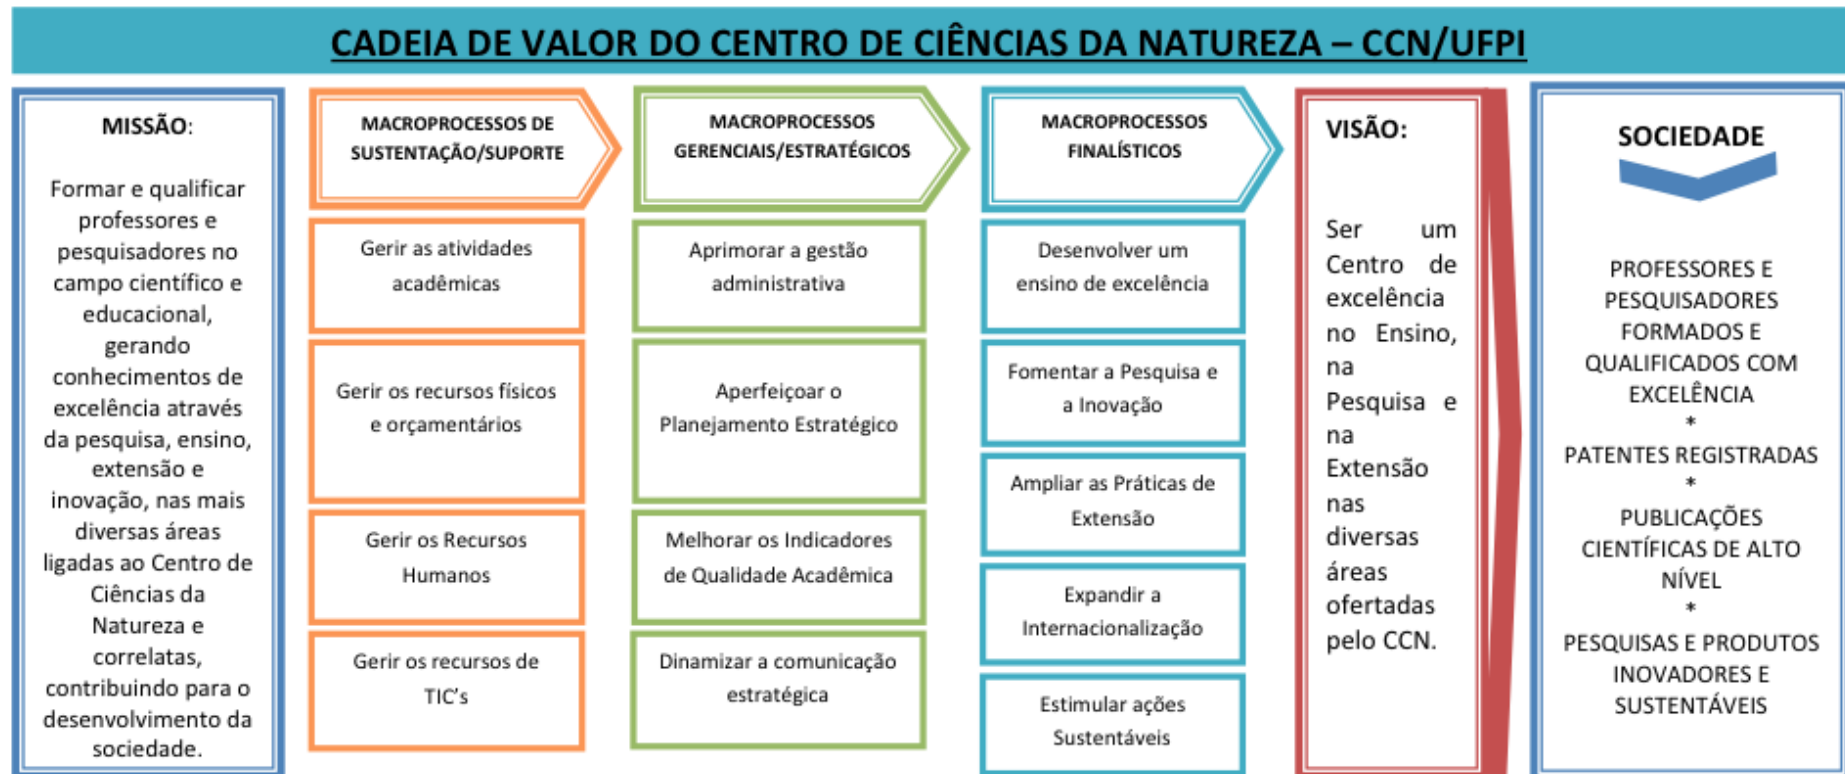 CADEIA DE VALOR DO CENTRO DE CIÊNCIAS DA NATUREZA – CCN/UFPI
MISSÃO:
Formar e qualificar
professores e
pesquisadores no
campo científico e
educacional,
gerando
conhecimentos de
excelência através
da pesquisa, ensino,
extensão e
inovação, nas mais
diversas áreas
ligadas ao Centro de
Ciências da
Natureza e
correlatas,
contribuindo para o
desenvolvimento da
sociedade.
MACROPROCESSOS DE
SUSTENTAÇÃO/SUPORTE
Gerir as atividades
acadêmicas
Gerir os recursos físicos
e orçamentários
Gerir os Recursos
Humanos
Gerir os recursos de
TIC's
MACROPROCESSOS
GERENCIAIS/ESTRATÉGICOS
Aprimorar a gestão
administrativa
Aperfeiçoar o
Planejamento Estratégico
Melhorar os Indicadores
de Qualidade Acadêmica
Dinamizar a comunicação
estratégica
MACROPROCESSOS
FINALÍSTICOS
Desenvolver um
ensino de excelência
Fomentar a Pesquisa e
a Inovação
Ampliar as Práticas de
Extensão
Expandir a
Internacionalização
Estimular ações
Sustentáveis
VISÃO:
Ser um
Centro de
excelência
no Ensino,
na
Pesquisa e
na
Extensão
nas
diversas
áreas
ofertadas
pelo CCN.
SOCIEDADE
PROFESSORES E
PESQUISADORES
FORMADOS E
QUALIFICADOS COM
EXCELÊNCIA
*
PATENTES REGISTRADAS
*
PUBLICAÇÕES
CIENTÍFICAS DE ALTO
NÍVEL
*
PESQUISAS E PRODUTOS
INOVADORES E
SUSTENTÁVEIS